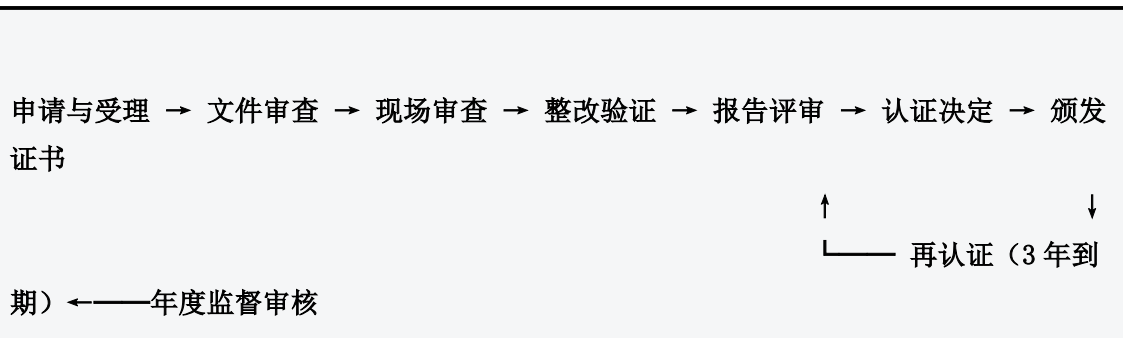 申请与受理 → 文件审查 → 现场审查 → 整改验证 → 报告评审 → 认证决定 → 颁发
证书
↑ ↓
└── 再认证（3 年到
期）←──年度监督审核